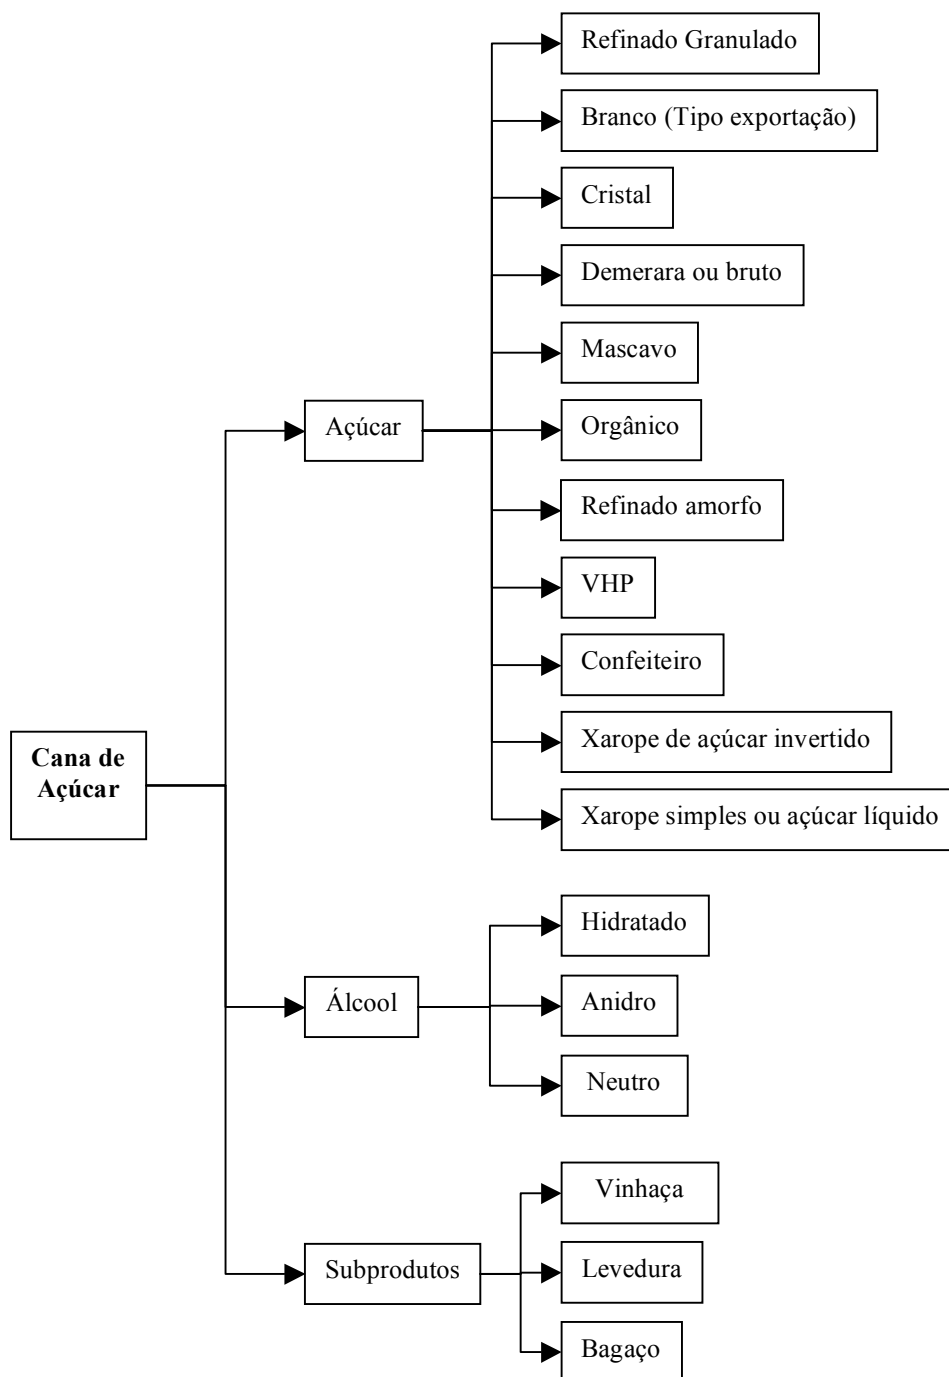 Refinado Granulado
Branco (Tipo exportação)
Cristal
Demerara ou bruto
Mascavo
Açúcar
Orgânico
Refinado amorfo
VHP
Confeiteiro
Cana de
Açúcar
Xarope de açúcar invertido
Xarope simples ou açúcar líquido
Hidratado
Álcool
Anidro
Neutro
Vinhaça
Subprodutos
Levedura
Bagaço